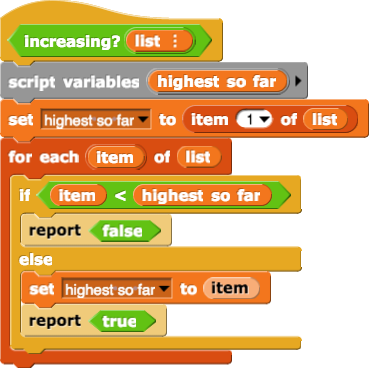 increasing? list ⋮
script variables highest so far
set highest so far to item 1 of list
for each item of list
if item < highest so far
report false
else
set highest so far to item
report true